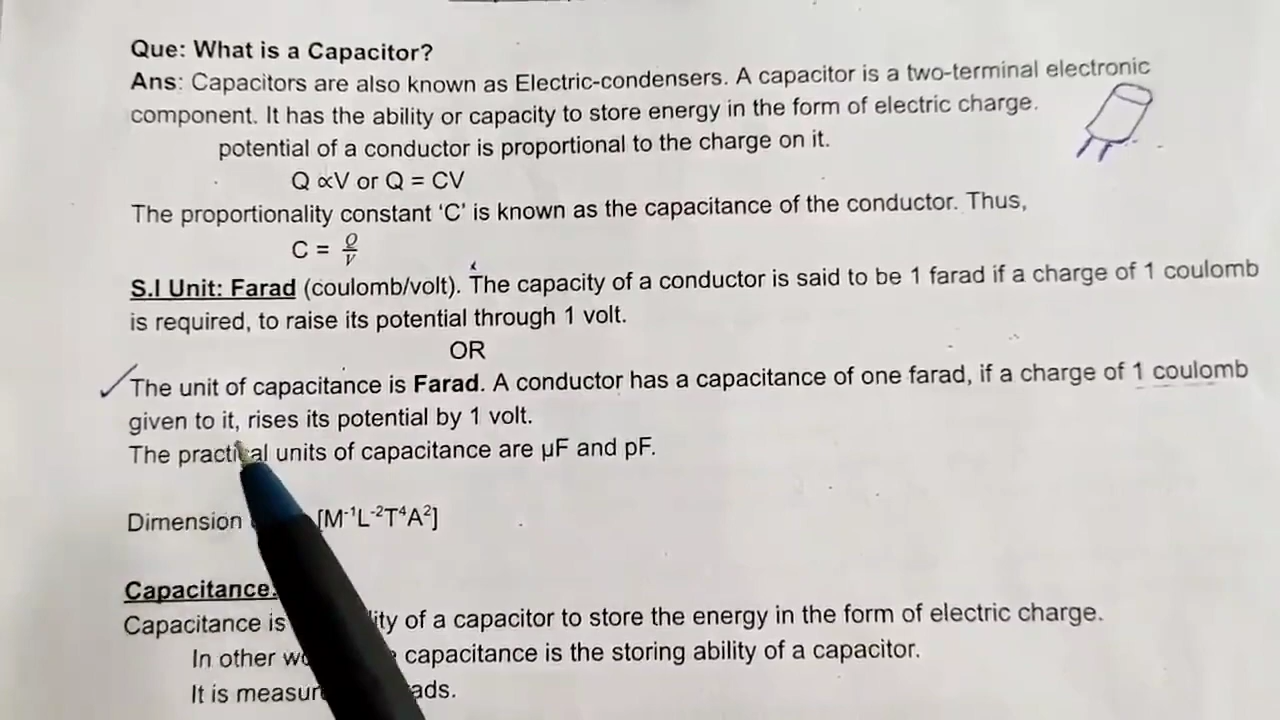 Que: What is a Capacitor?
Ans: Capacitors are also known as Electric-condensers. A capacitor is a two-terminal electronic
component. It has the ability or capacity to store energy in the form of electric charge.
potential of a conductor is proportional to the charge on it.
Q ∝V or Q = CV
The proportionality constant ‘C’ is known as the capacitance of the conductor. Thus,
C = Q/V
S.I Unit: Farad (coulomb/volt). The capacity of a conductor is said to be 1 farad if a charge of 1 coulomb
is required, to raise its potential through 1 volt.
OR
The unit of capacitance is Farad. A conductor has a capacitance of one farad, if a charge of 1 coulomb
given to it, rises its potential by 1 volt.
The practical units of capacitance are µF and pF.
Dimension [M⁻¹L⁻²T⁴A²]
Capacitance:
Capacitance is of a capacitor to store the energy in the form of electric charge.
In other capacitance is the storing ability of a capacitor.
It is